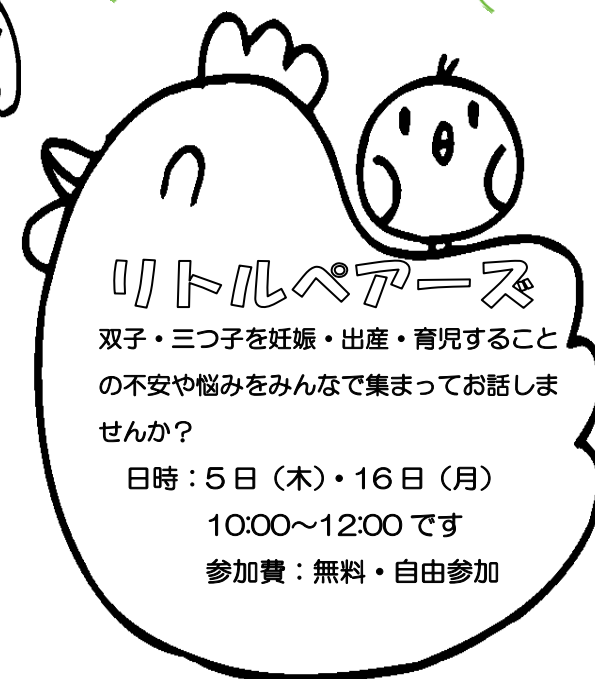 リトルペアーズ
双子・三つ子を妊娠・出産・育児すること
の不安や悩みをみんなで集まってお話しま
せんか？
日時：5日（木）・16日（月）
10:00～12:00です
参加費：無料・自由参加